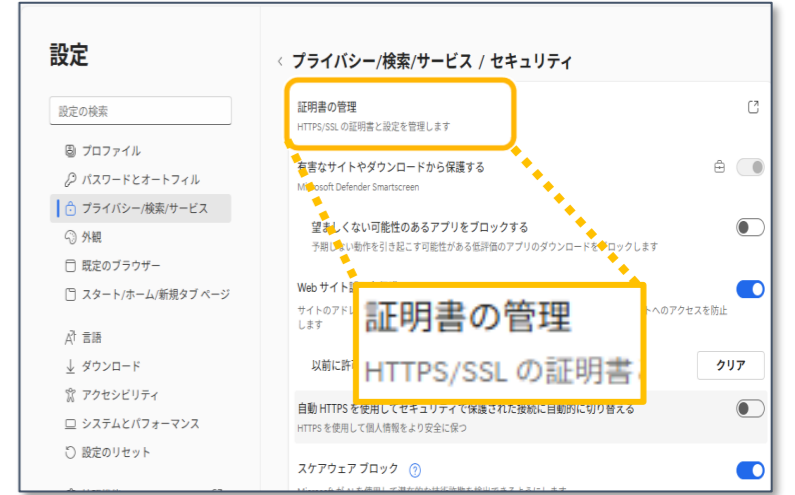 設定
設定の検索
プロファイル
パスワードとオートフィル
プライバシー/検索/サービス
外観
既定のブラウザー
スタート/ホーム/新規タブ ページ
言語
ダウンロード
アクセシビリティ
システムとパフォーマンス
設定のリセット
プライバシー/検索/サービス / セキュリティ
証明書の管理
HTTPS/SSL の証明書と設定を管理します
有害なサイトやダウンロードから保護する
Microsoft Defender Smartscreen
望ましくない可能性のあるアプリをブロックする
予期しない動作を引き起こす可能性がある低評価のアプリのダウンロードをブロックします
Web サイト
サイトのアドレ
トへのアクセスを防止
します
証明書の管理
HTTPS/SSL の証明書
以前に許
クリア
自動 HTTPS を使用してセキュリティで保護された接続に自動的に切り替える
HTTPS を使用して個人情報をより安全に保つ
スケアウェア ブロック